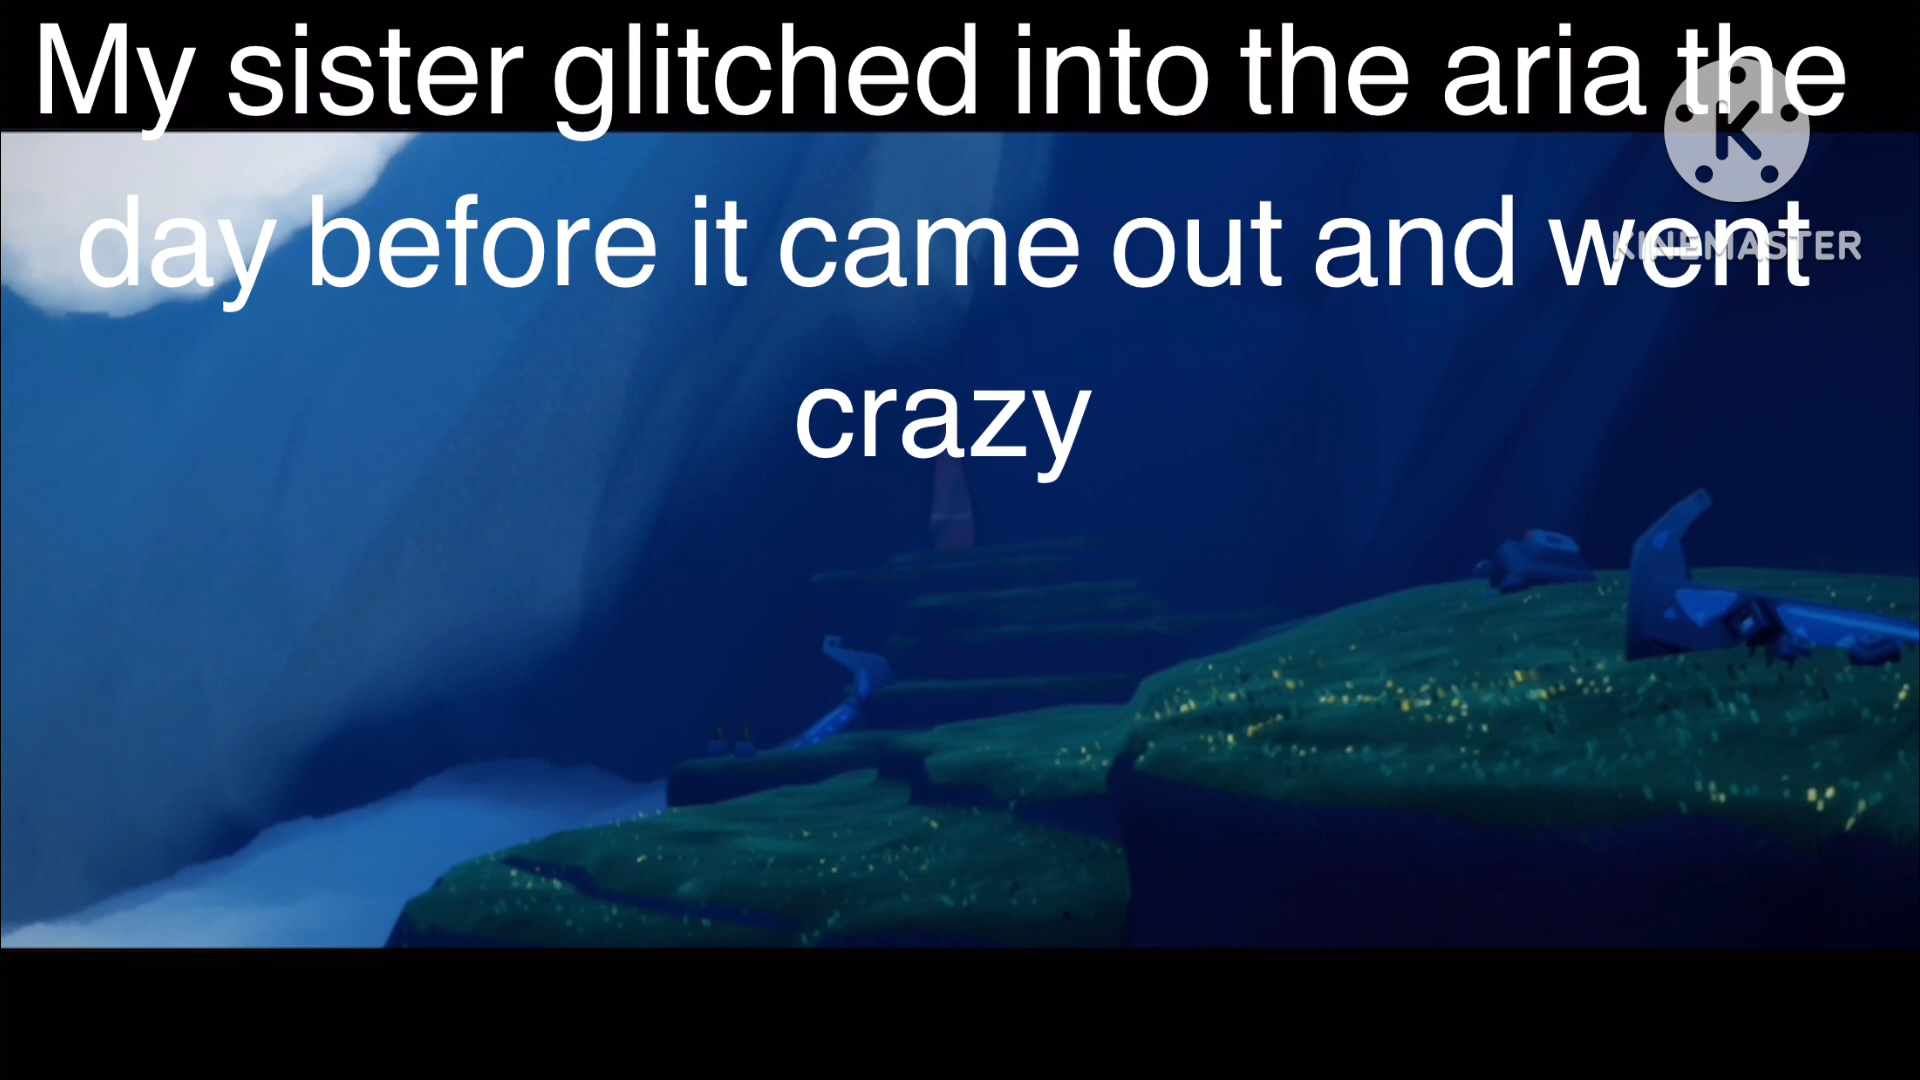 My sister glitched into the aria the
day before it came out and went
crazy
K
KINEMASTER